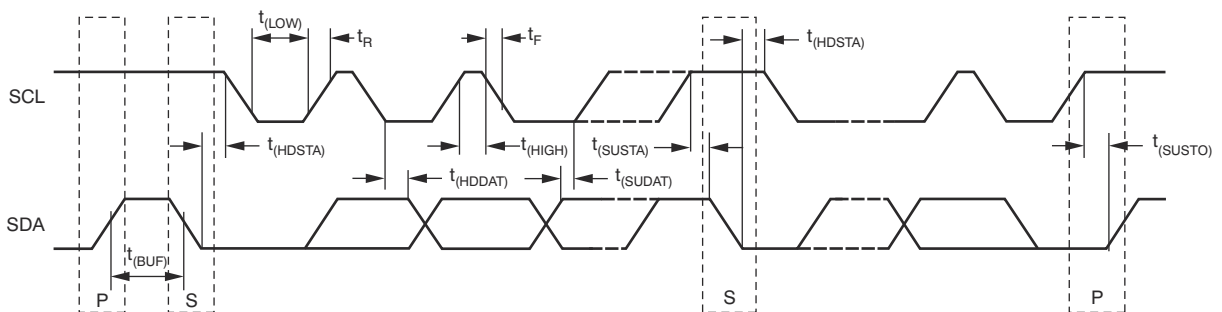 t(LOW)
tR
tF
t(HDSTA)
SCL
t(HDSTA)
t(HIGH)
t(SUSTA)
t(SUSTO)
t(HDDAT)
t(SUDAT)
SDA
t(BUF)
P
S
S
P